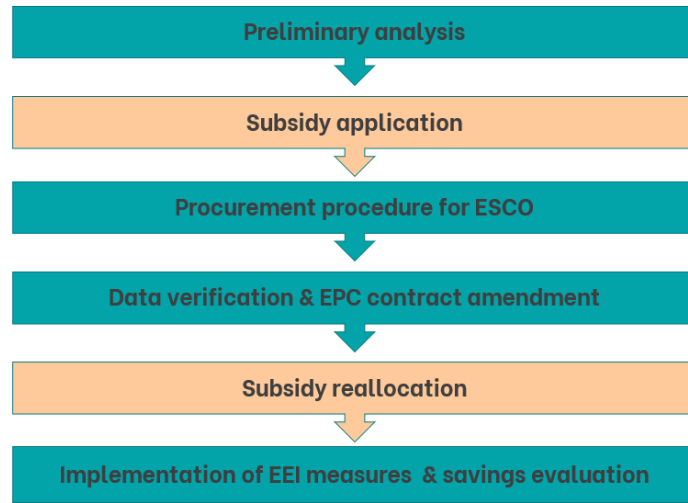 Preliminary analysis
Subsidy application
Procurement procedure for ESCO
Data verification & EPC contract amendment
Subsidy reallocation
Implementation of EEI measures & savings evaluation